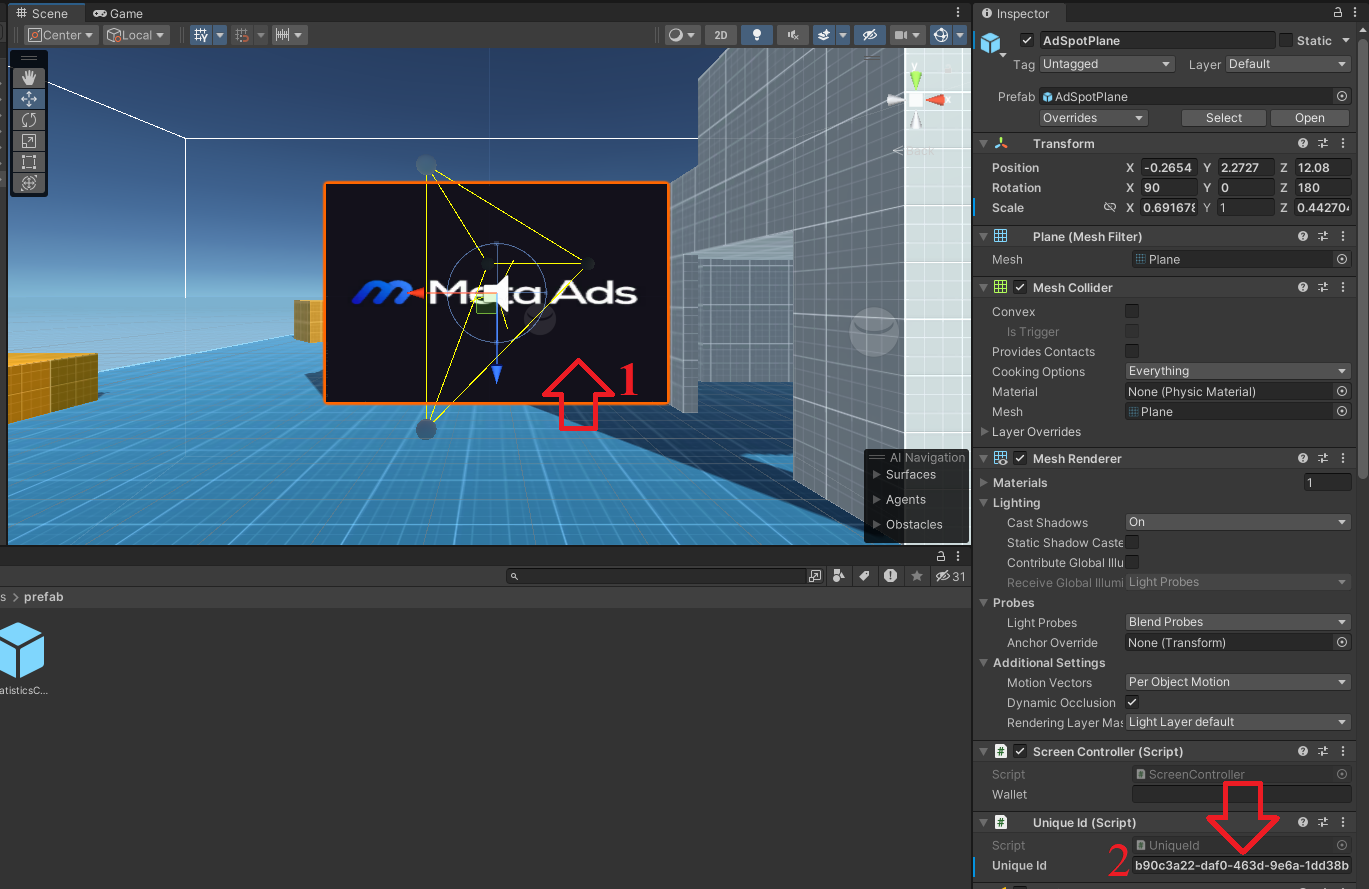 Scene Game
Center Local 2D
y
x
Back
Mata Ads
1
AI Navigation
Surfaces
Agents
Obstacles
31
s > prefab
atisticsC...
Inspector
AdSpotPlane Static
Tag Untagged Layer Default
Prefab AdSpotPlane
Overrides Select Open
Transform
Position X -0.2654 Y 2.2727 Z 12.08
Rotation X 90 Y 0 Z 180
Scale X 0.691678 Y 1 Z 0.442704
Plane (Mesh Filter)
Mesh Plane
Mesh Collider
Convex
Is Trigger
Provides Contacts
Cooking Options Everything
Material None (Physic Material)
Mesh Plane
Layer Overrides
Mesh Renderer
Materials 1
Lighting
Cast Shadows On
Static Shadow Caste
Contribute Global Illu
Receive Global Illumi Light Probes
Probes
Light Probes Blend Probes
Anchor Override None (Transform)
Additional Settings
Motion Vectors Per Object Motion
Dynamic Occlusion
Rendering Layer Mas Light Layer default
Screen Controller (Script)
Script ScreenController
Wallet
Unique Id (Script)
Script UniqueId
Unique Id 2 b90c3a22-daf0-463d-9e6a-1dd38b